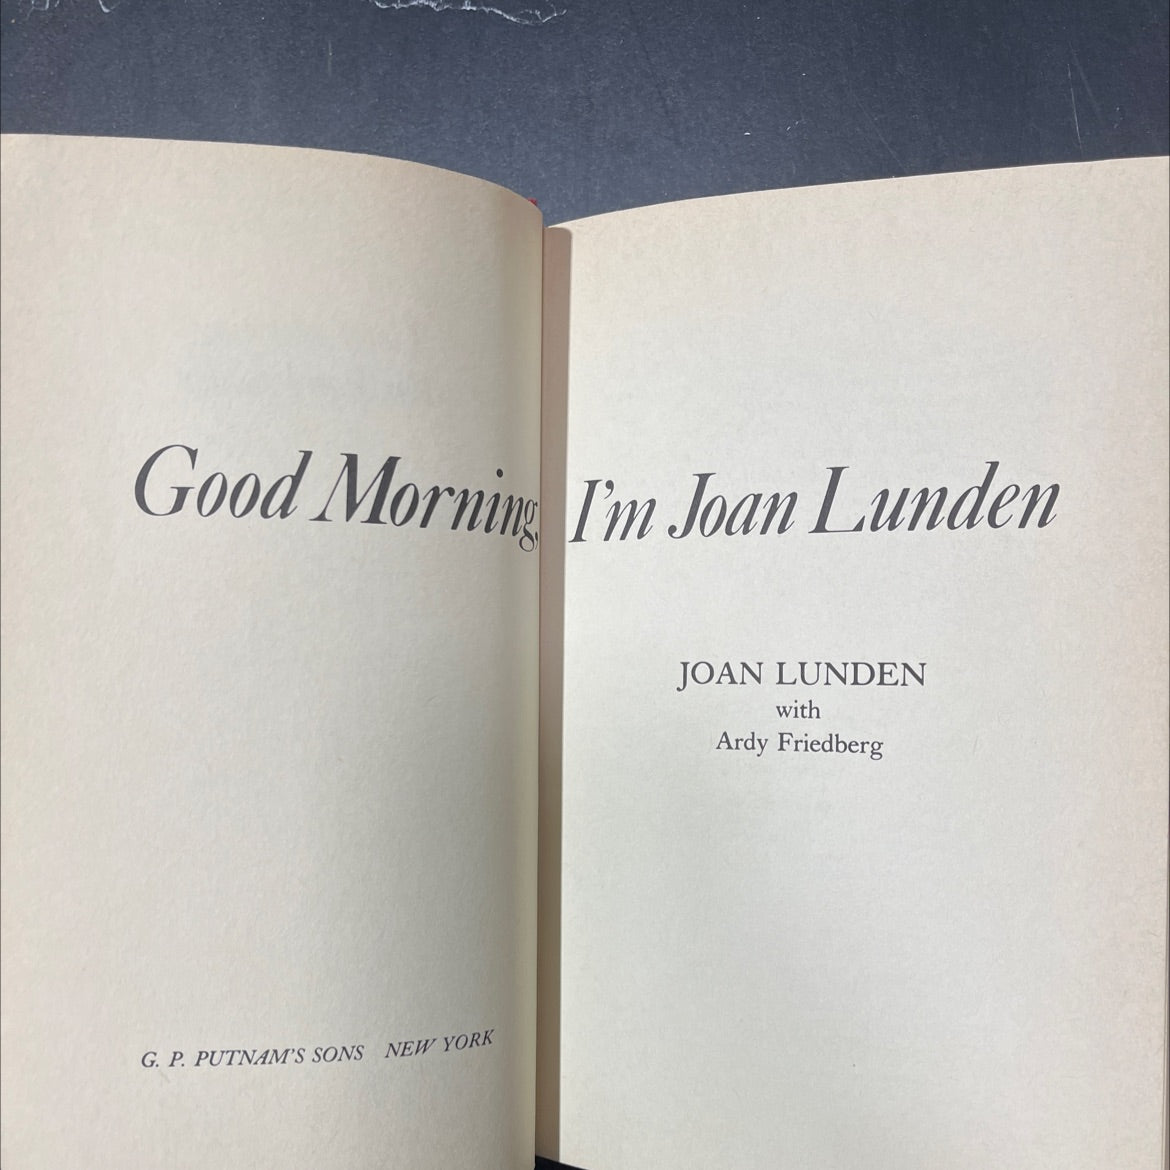 Good Morning, I'm Joan Lunden
JOAN LUNDEN
with
Ardy Friedberg
G. P. PUTNAM'S SONS NEW YORK